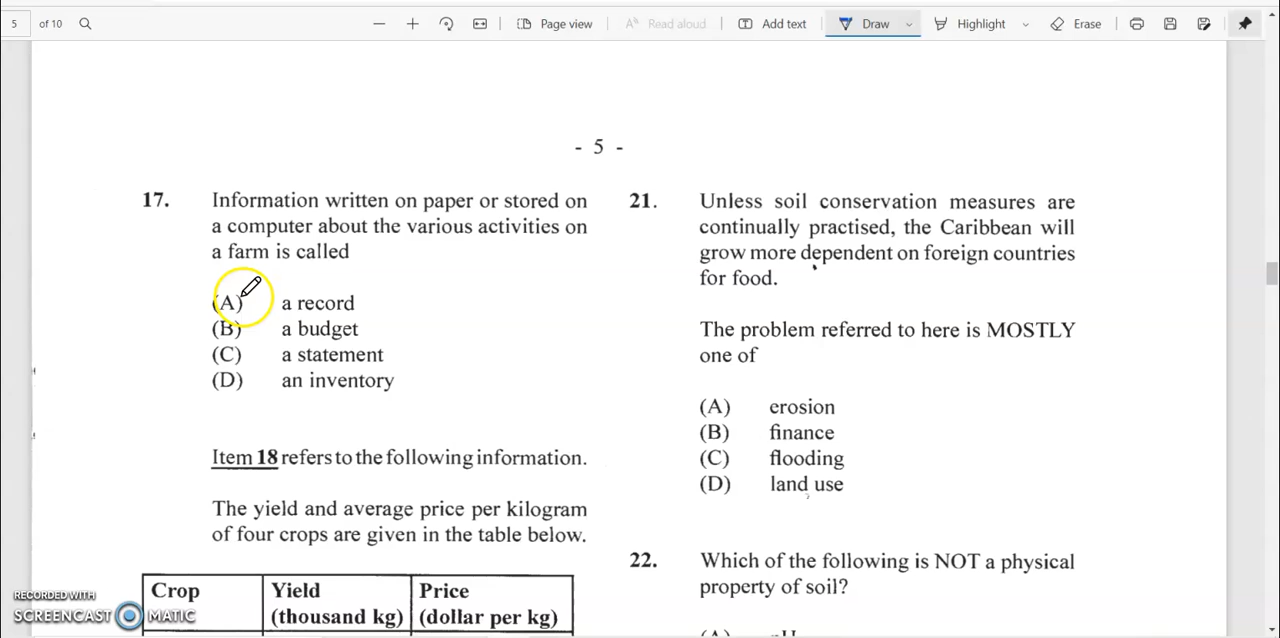 5 of 10 Page view Read aloud Add text Draw Highlight Erase
- 5 -
17. Information written on paper or stored on
a computer about the various activities on
a farm is called
(A) a record
(B) a budget
(C) a statement
(D) an inventory
Item 18 refers to the following information.
The yield and average price per kilogram
of four crops are given in the table below.
Crop Yield Price
(thousand kg) (dollar per kg)
21. Unless soil conservation measures are
continually practised, the Caribbean will
grow more dependent on foreign countries
for food.
The problem referred to here is MOSTLY
one of
(A) erosion
(B) finance
(C) flooding
(D) land use
22. Which of the following is NOT a physical
property of soil?
RECORDED WITH
SCREENCAST MATIC